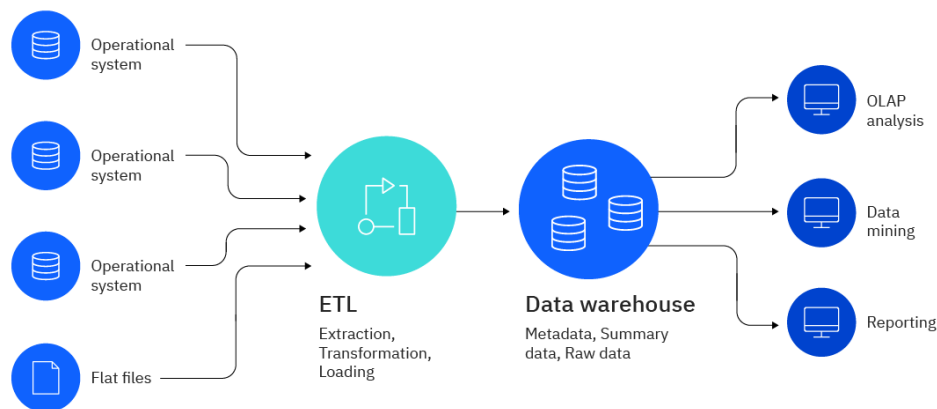 Operational
system
Operational
system
Operational
system
Flat files
ETL
Extraction,
Transformation,
Loading
Data warehouse
Metadata, Summary
data, Raw data
OLAP
analysis
Data
mining
Reporting